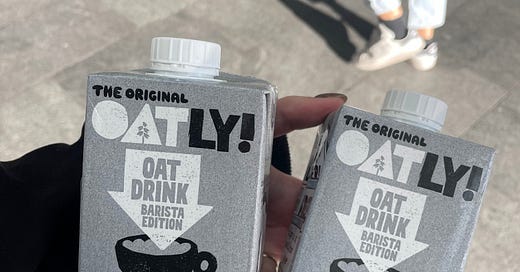 THE ORIGINAL
OATLY!
OAT
DRINK
BARISTA
EDITION
THE ORIGINAL
OATLY!
OAT
DRINK
BARISTA
EDITION